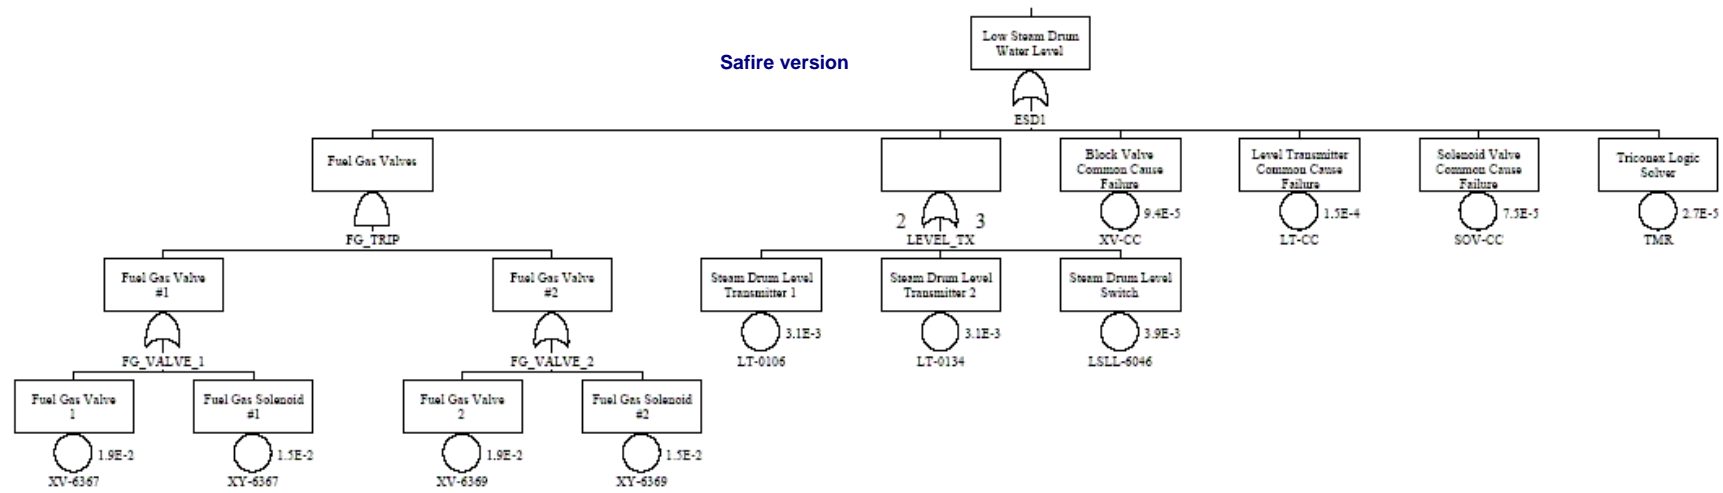 Low Steam Drum
Water Level
Safire version
ESD1
Fuel Gas Valves
Block Valve
Common Cause
Failure
Level Transmitter
Common Cause
Failure
Solenoid Valve
Common Cause
Failure
Triconex Logic
Solver
2 3
9.4E-5
1.5E-4
7.5E-5
2.7E-5
FG_TRIP
LEVEL_TX
XV-CC
LT-CC
SOV-CC
TMR
Fuel Gas Valve
#1
Fuel Gas Valve
#2
Steam Drum Level
Transmitter 1
Steam Drum Level
Transmitter 2
Steam Drum Level
Switch
3.1E-3
3.1E-3
3.9E-3
FG_VALVE_1
FG_VALVE_2
LT-0106
LT-0134
LSLL-6046
Fuel Gas Valve
1
Fuel Gas Solenoid
#1
Fuel Gas Valve
2
Fuel Gas Solenoid
#2
1.9E-2
1.5E-2
1.9E-2
1.5E-2
XV-6367
XY-6367
XV-6369
XY-6369